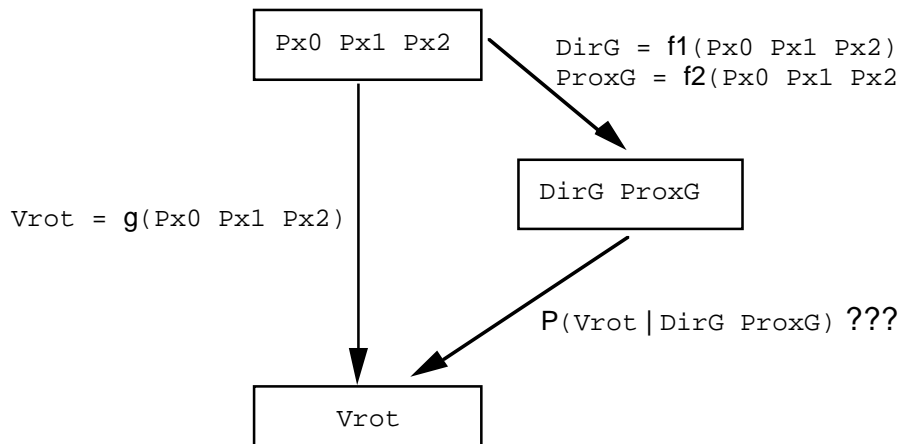 Px0 Px1 Px2
DirG = f1(Px0 Px1 Px2)
ProxG = f2(Px0 Px1 Px2
DirG ProxG
Vrot = g(Px0 Px1 Px2)
P(Vrot | DirG ProxG) ???
Vrot